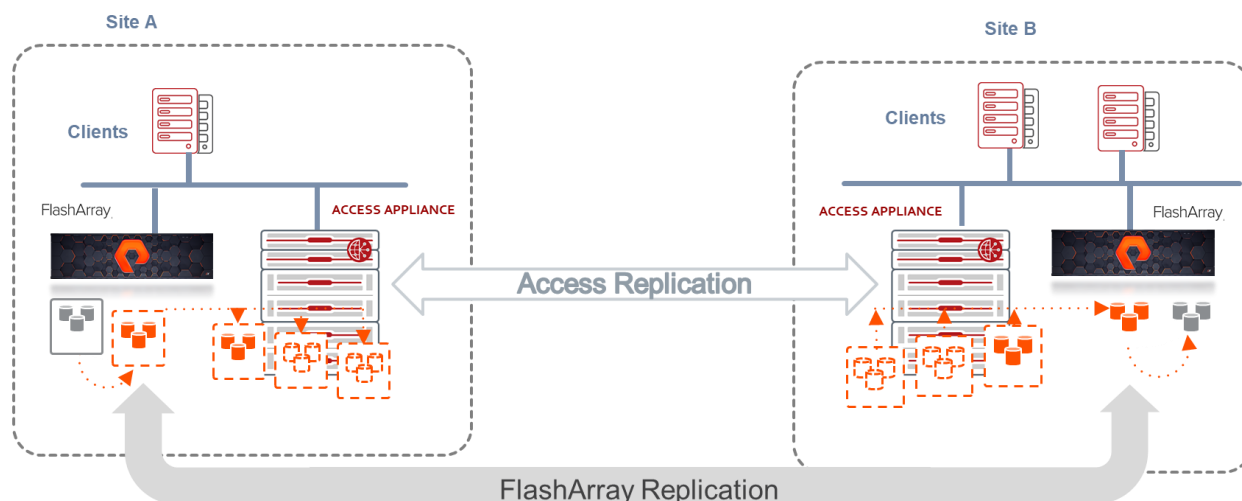 Site A
Site B
Clients
Clients
FlashArray
ACCESS APPLIANCE
ACCESS APPLIANCE
FlashArray
Access Replication
FlashArray Replication